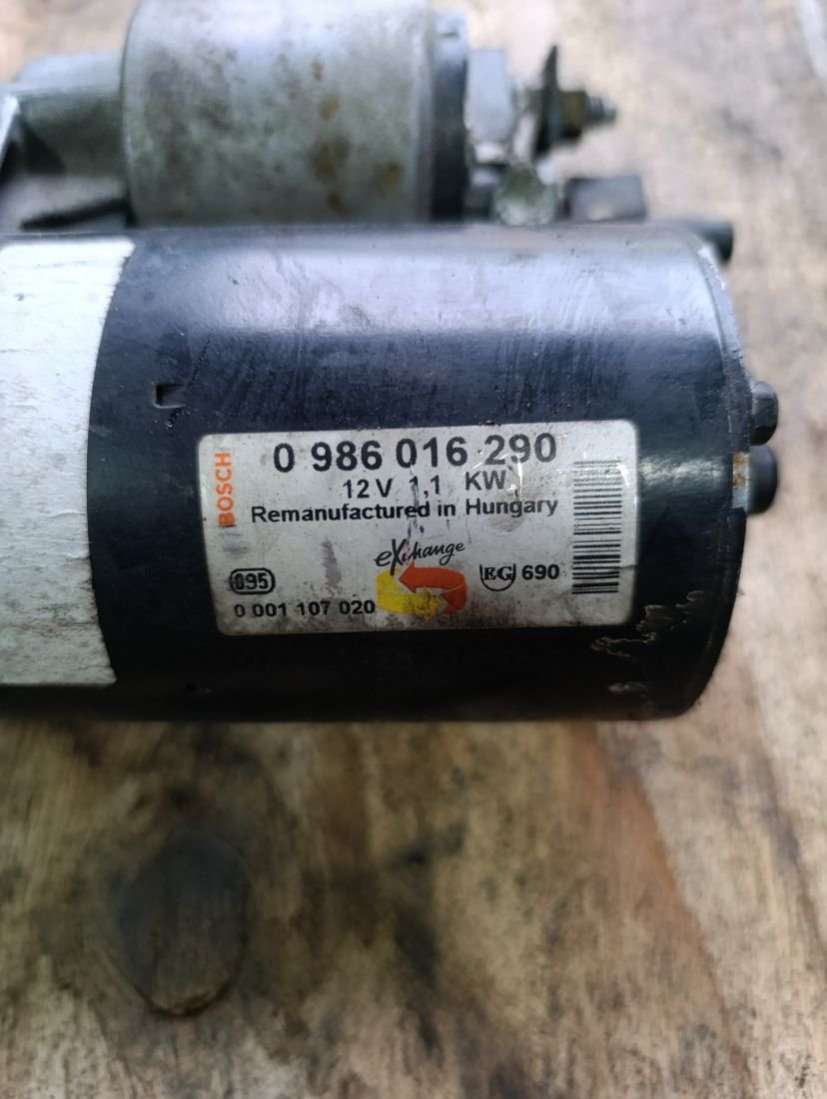 BOSCH
0 986 016 290
12 V 1,1 KW
Remanufactured in Hungary
eXchange
095
EG 690
0 001 107 020